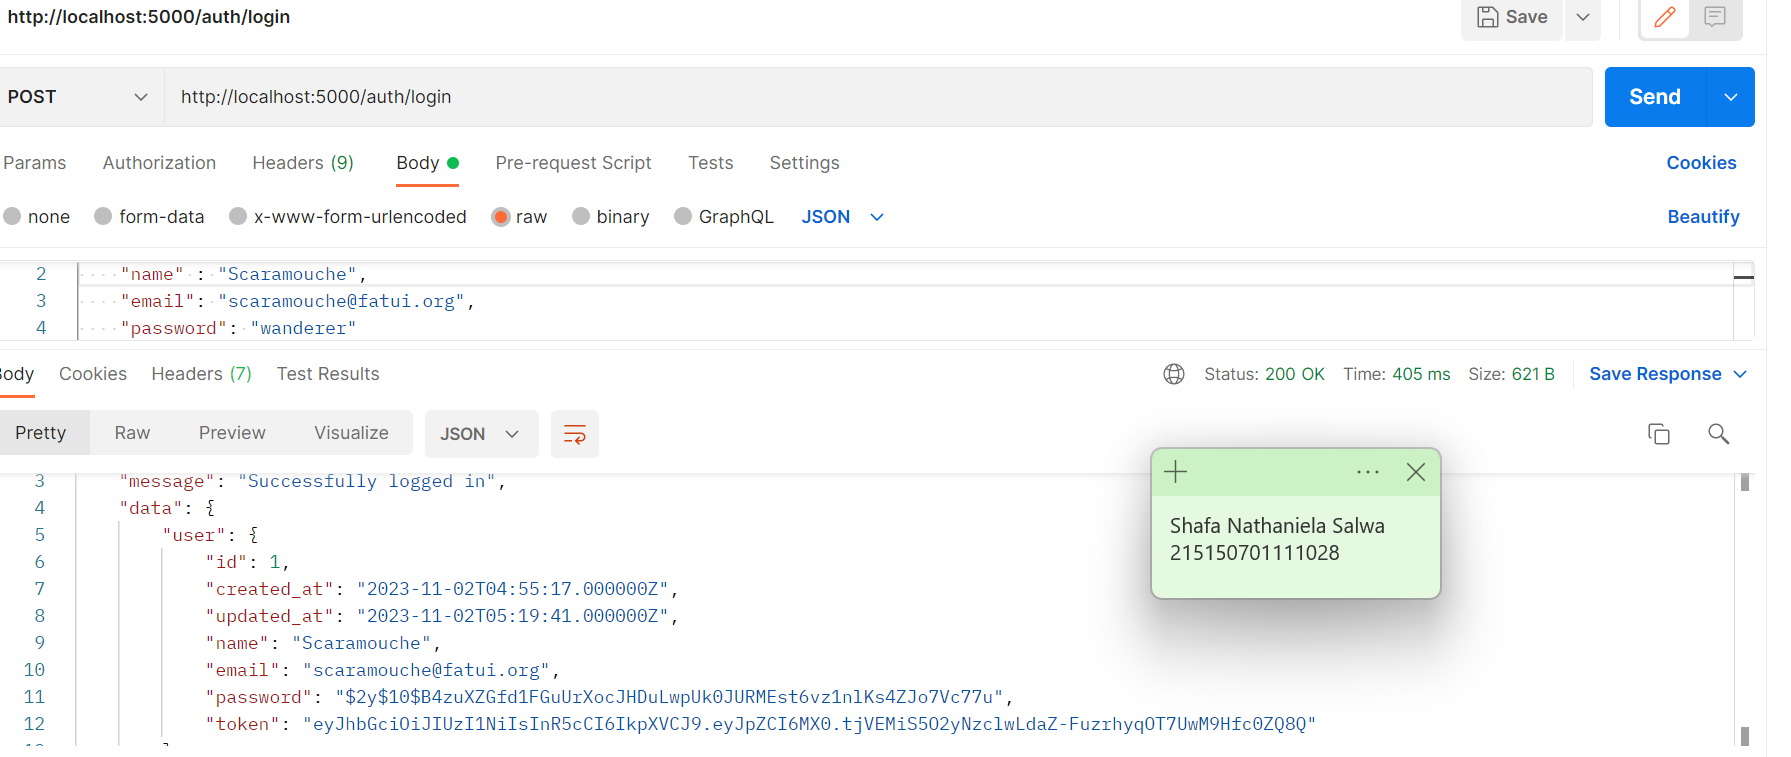 http://localhost:5000/auth/login
Save
POST
http://localhost:5000/auth/login
Send
Params Authorization Headers (9) Body Pre-request Script Tests Settings Cookies
none form-data x-www-form-urlencoded raw binary GraphQL JSON Beautify
2 "name" : "Scaramouche",
3 "email": "scaramouche@fatui.org",
4 "password": "wanderer"
Body Cookies Headers (7) Test Results Status: 200 OK Time: 405 ms Size: 621 B Save Response
Pretty Raw Preview Visualize JSON
3 "message": "Successfully logged in",
4 "data": {
5 "user": {
6 "id": 1,
7 "created_at": "2023-11-02T04:55:17.000000Z",
8 "updated_at": "2023-11-02T05:19:41.000000Z",
9 "name": "Scaramouche",
10 "email": "scaramouche@fatui.org",
11 "password": "$2y$10$B4zuXZGfd1FGuUrXocJHDuLwpUk0JURMEst6vz1nlKs4ZJo7Vc77u",
12 "token": "eyJhbGciOiJIUzI1NiIsInR5cCI6IkpXVCJ9.eyJpZCI6MX0.tjVEMiS5O2yNzclwLdaZ-FuzrhyqOT7UwM9Hfc0ZQ8Q"
Shafa Nathaniela Salwa
215150701111028